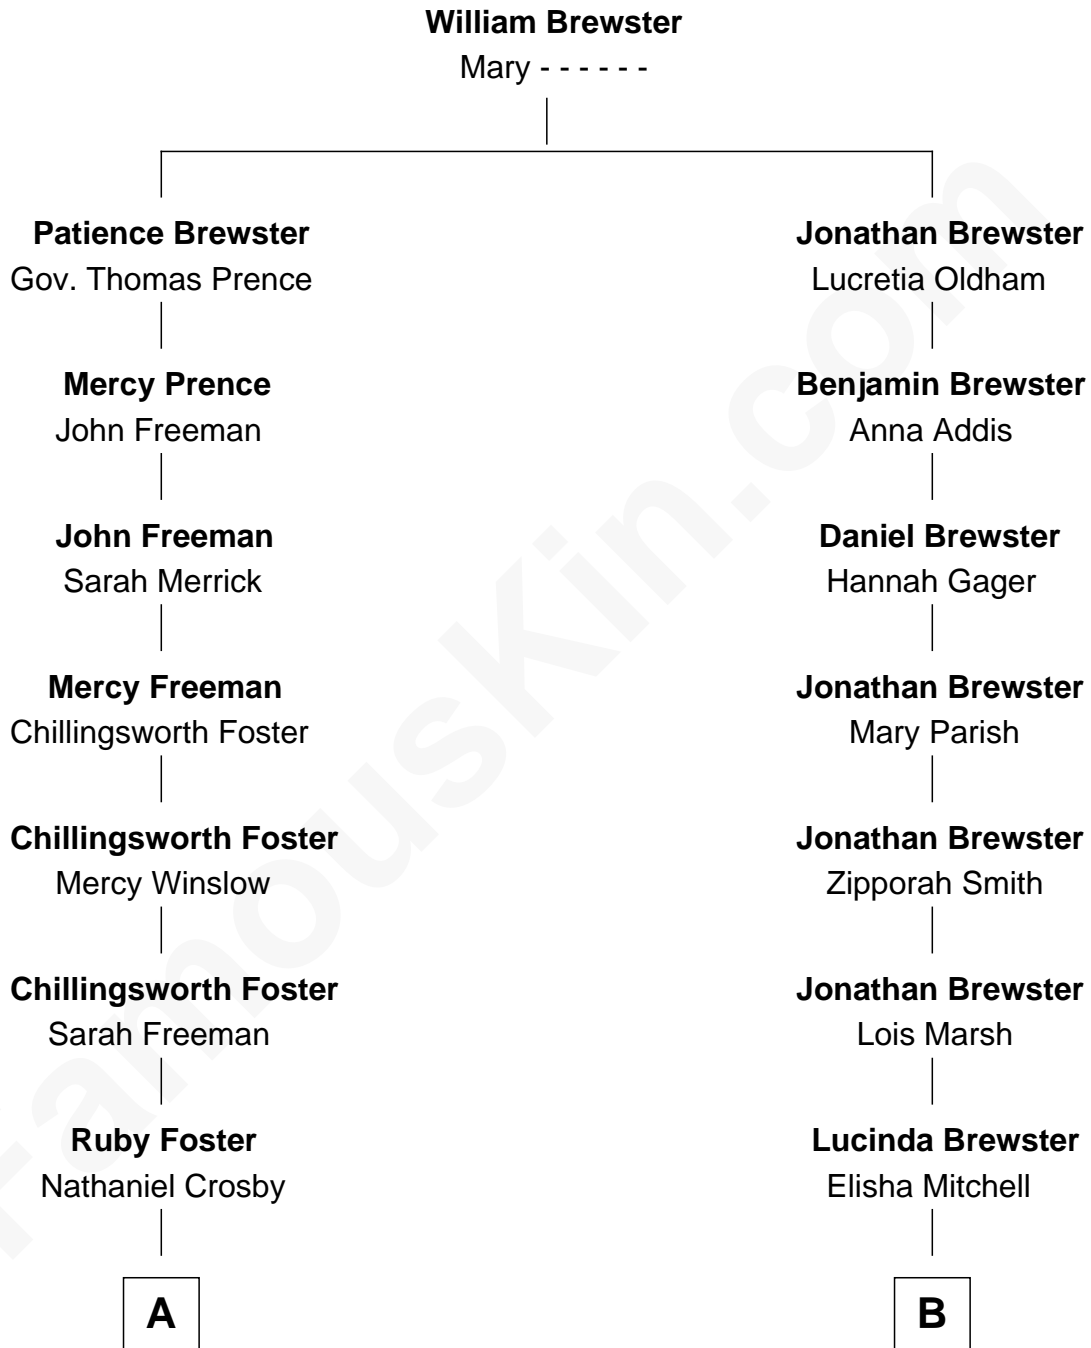 William Brewster
Mary - - - - - -
Patience Brewster
Gov. Thomas Prence
Jonathan Brewster
Lucretia Oldham
Mercy Prence
John Freeman
Benjamin Brewster
Anna Addis
John Freeman
Sarah Merrick
Daniel Brewster
Hannah Gager
Mercy Freeman
Chillingsworth Foster
Jonathan Brewster
Mary Parish
Chillingsworth Foster
Mercy Winslow
Jonathan Brewster
Zipporah Smith
Chillingsworth Foster
Sarah Freeman
Jonathan Brewster
Lois Marsh
Ruby Foster
Nathaniel Crosby
Lucinda Brewster
Elisha Mitchell
A
B
FamousKin.com